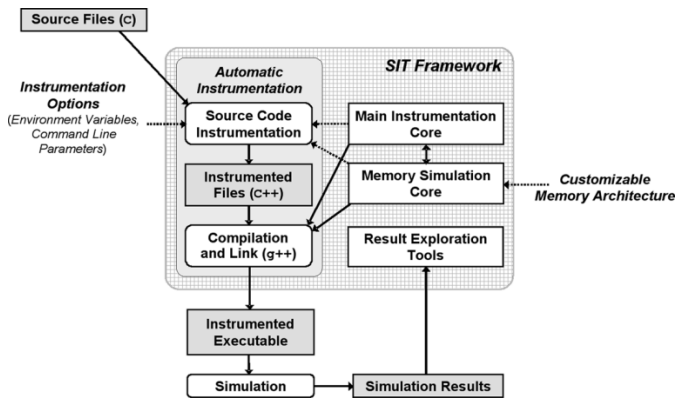 Source Files (C)
SIT Framework
Automatic
Instrumentation
Instrumentation
Options
(Environment Variables,
Command Line
Parameters)
Source Code
Instrumentation
Main Instrumentation
Core
Instrumented
Files (C++)
Memory Simulation
Core
Customizable
Memory Architecture
Compilation
and Link (g++)
Result Exploration
Tools
Instrumented
Executable
Simulation
Simulation Results